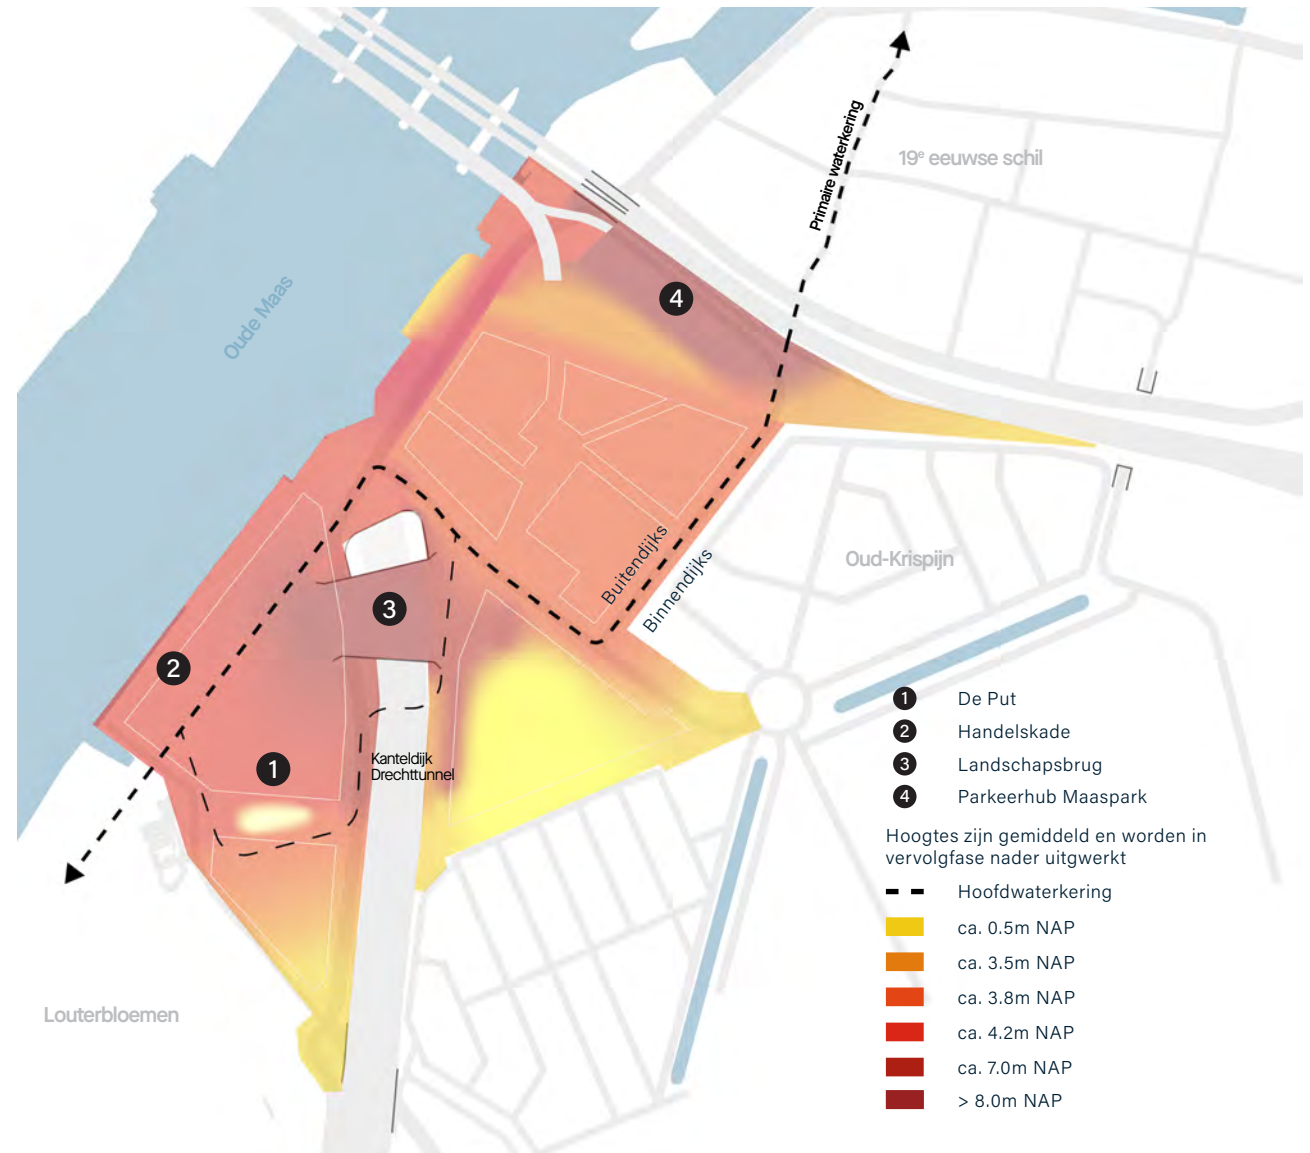 Primaire waterkering
19e eeuwse schil
Oude Maas
4
Buitendijks
Binnendijks
Oud-Krispijn
3
2
1
Kanteldijk
Drechttunnel
Louterbloemen
1 De Put
2 Handelskade
3 Landschapsbrug
4 Parkeerhub Maaspark
Hoogtes zijn gemiddeld en worden in
vervolgfase nader uitgwerkt
Hoofdwaterkering
ca. 0.5m NAP
ca. 3.5m NAP
ca. 3.8m NAP
ca. 4.2m NAP
ca. 7.0m NAP
> 8.0m NAP